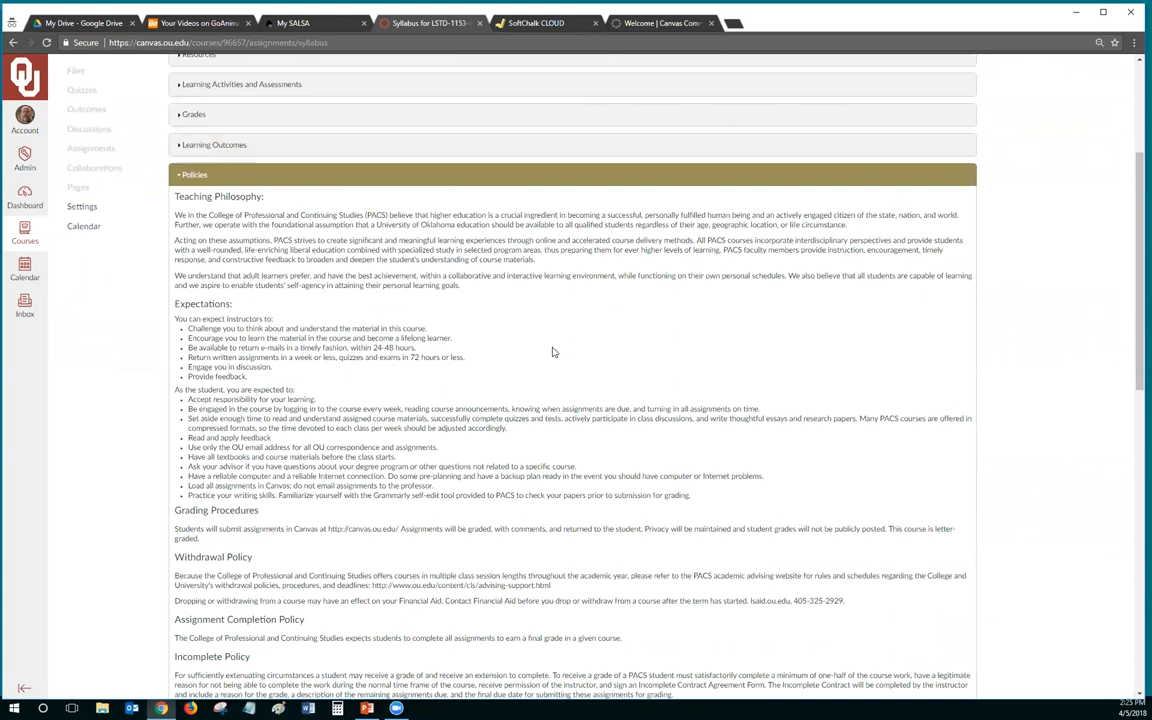 My Drive - Google Drive
Your Videos on GoAnim
My SALSA
Syllabus for LSTD-1153-
SoftChalk CLOUD
Welcome | Canvas Comm
Secure | https://canvas.ou.edu/courses/96657/assignments/syllabus
Account
Admin
Dashboard
Courses
Calendar
Inbox
Files
Quizzes
Outcomes
Discussions
Assignments
Collaborations
Pages
Settings
Calendar
Resources
Learning Activities and Assessments
Grades
Learning Outcomes
Policies
Teaching Philosophy:
We in the College of Professional and Continuing Studies (PACS) believe that higher education is a crucial ingredient in becoming a successful, personally fulfilled human being and an actively engaged citizen of the state, nation, and world.
Further, we operate with the foundational assumption that a University of Oklahoma education should be available to all qualified students regardless of their age, geographic location, or life circumstance.
Acting on these assumptions, PACS strives to create significant and meaningful learning experiences through online and accelerated course delivery methods. All PACS courses incorporate interdisciplinary perspectives and provide students
with a well-rounded, life-enriching liberal education combined with specialized study in selected program areas, thus preparing them for ever higher levels of learning. PACS faculty members provide instruction, encouragement, timely
response, and constructive feedback to broaden and deepen the student's understanding of course materials.
We understand that adult learners prefer, and have the best achievement, within a collaborative and interactive learning environment, while functioning on their own personal schedules. We also believe that all students are capable of learning
and we aspire to enable students' self-agency in attaining their personal learning goals.
Expectations:
You can expect instructors to:
Challenge you to think about and understand the material in this course.
Encourage you to learn the material in the course and become a lifelong learner.
Be available to return e-mails in a timely fashion, within 24-48 hours.
Return written assignments in a week or less, quizzes and exams in 72 hours or less.
Engage you in discussion.
Provide feedback.
As the student, you are expected to:
Accept responsibility for your learning.
Be engaged in the course by logging in to the course every week, reading course announcements, knowing when assignments are due, and turning in all assignments on time.
Set aside enough time to read and understand assigned course materials, successfully complete quizzes and tests, actively participate in class discussions, and write thoughtful essays and research papers. Many PACS courses are offered in
compressed formats, so the time devoted to each class per week should be adjusted accordingly.
Read and apply feedback
Use only the OU email address for all OU correspondence and assignments.
Have all textbooks and course materials before the class starts.
Ask your advisor if you have questions about your degree program or other questions not related to a specific course.
Have a reliable computer and a reliable Internet connection. Do some pre-planning and have a backup plan ready in the event you should have computer or Internet problems.
Load all assignments in Canvas; do not email assignments to the professor.
Practice your writing skills. Familiarize yourself with the Grammarly self-edit tool provided to PACS to check your papers prior to submission for grading.
Grading Procedures
Students will submit assignments in Canvas at http://canvas.ou.edu/ Assignments will be graded, with comments, and returned to the student. Privacy will be maintained and student grades will not be publicly posted. This course is letter-
graded.
Withdrawal Policy
Because the College of Professional and Continuing Studies offers courses in multiple class session lengths throughout the academic year, please refer to the PACS academic advising website for rules and schedules regarding the College and
University's withdrawal policies, procedures, and deadlines: http://www.ou.edu/content/cls/advising-support.html
Dropping or withdrawing from a course may have an effect on your Financial Aid. Contact Financial Aid before you drop or withdraw from a course after the term has started. lsaid.ou.edu, 405-325-2929.
Assignment Completion Policy
The College of Professional and Continuing Studies expects students to complete all assignments to earn a final grade in a given course.
Incomplete Policy
For sufficiently extenuating circumstances a student may receive a grade of and receive an extension to complete the work. To receive a grade of a PACS student must satisfactorily complete a minimum of one-half of the course work, have a legitimate
reason for not being able to complete the work during the normal time frame of the course, receive permission of the instructor, and sign an Incomplete Contract Agreement Form. The Incomplete Contract will be completed by the instructor
and include a reason for the grade, a description of the remaining assignments due, and the final due date for submitting these assignments for grading.
2:25 PM
4/5/2018